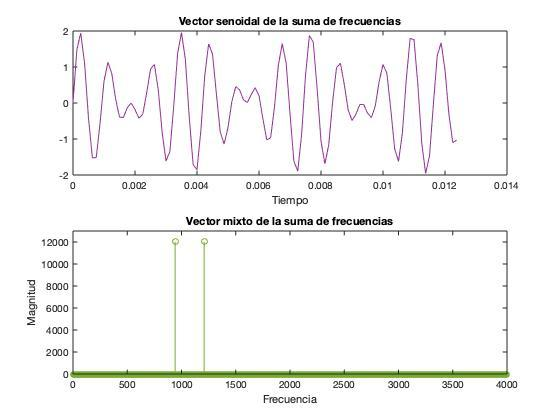 Vector senoidal de la suma de frecuencias
2
1
0
-1
-2
0 0.002 0.004 0.006 0.008 0.01 0.012 0.014
Tiempo
Vector mixto de la suma de frecuencias
12000
10000
8000
6000
4000
2000
0
Magnitud
0 500 1000 1500 2000 2500 3000 3500 4000
Frecuencia